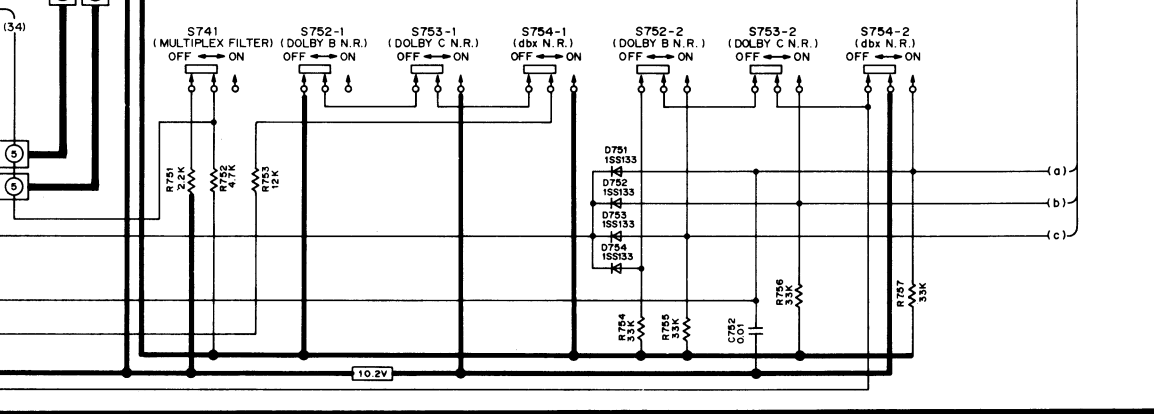 (34)
S741
(MULTIPLEX FILTER)
OFF ON
S752-1
(DOLBY B N.R.)
OFF ON
S753-1
(DOLBY C N.R.)
OFF ON
S754-1
(dbx N.R.)
OFF ON
S752-2
(DOLBY B N.R.)
OFF ON
S753-2
(DOLBY C N.R.)
OFF ON
S754-2
(dbx N.R.)
OFF ON
5
5
R751
2.2K
R752
4.7K
R753
12K
D751
1SS133
D752
1SS133
D753
1SS133
D754
1SS133
(a)
(b)
(c)
R754
33K
R755
33K
C752
0.01
R756
33K
R757
33K
10.2V